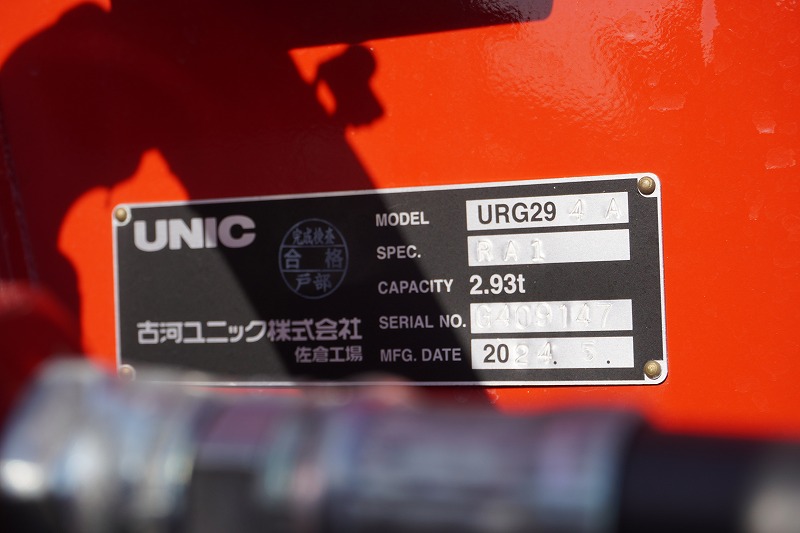 UNIC
完成検査
合格
戸部
古河ユニック株式会社
佐倉工場
MODEL URG29 4 A
SPEC. RA1
CAPACITY 2.93t
SERIAL NO. G409147
MFG. DATE 2024. 5. .